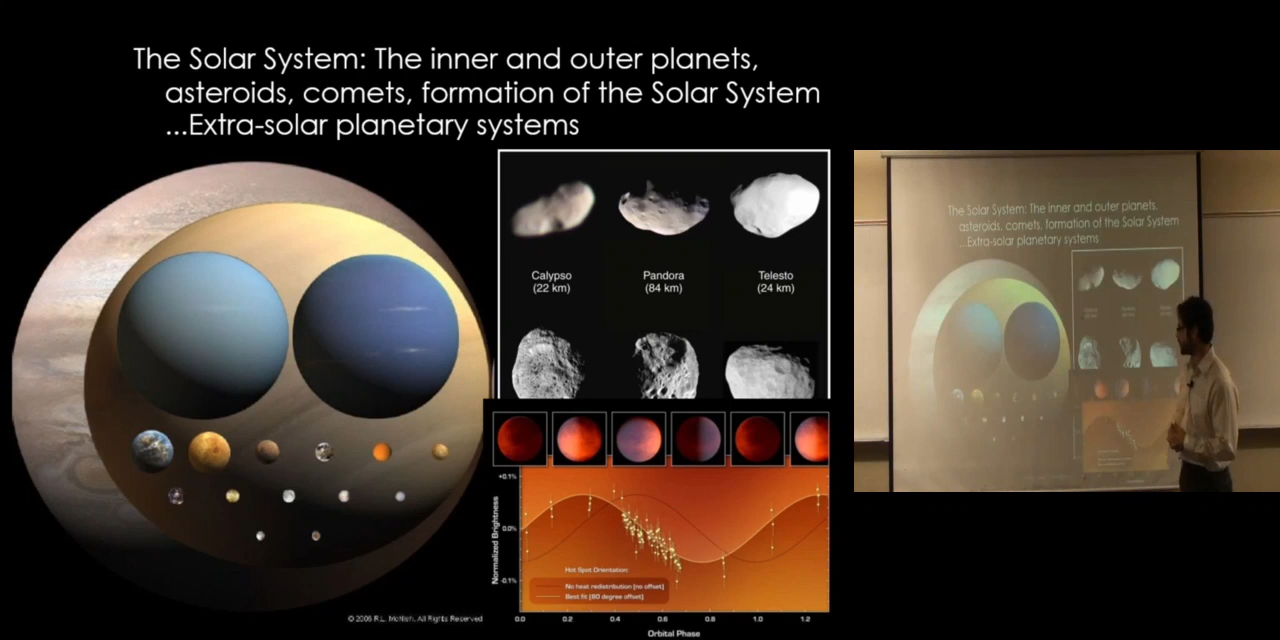 The Solar System: The inner and outer planets,
asteroids, comets, formation of the Solar System
...Extra-solar planetary systems
Calypso
(22 km)
Pandora
(84 km)
Telesto
(24 km)
+0.1%
0.0%
-0.1%
Normalized Brightness
Hot Spot Orientation:
No heat redistribution [no offset]
Best fit [80 degree offset]
0.0 0.2 0.4 0.6 0.8 1.0 1.2
Orbital Phase
© 2006 R.L. McNish, All Rights Reserved
The Solar System: The inner and outer planets,
asteroids, comets, formation of the Solar System
...Extra-solar planetary systems